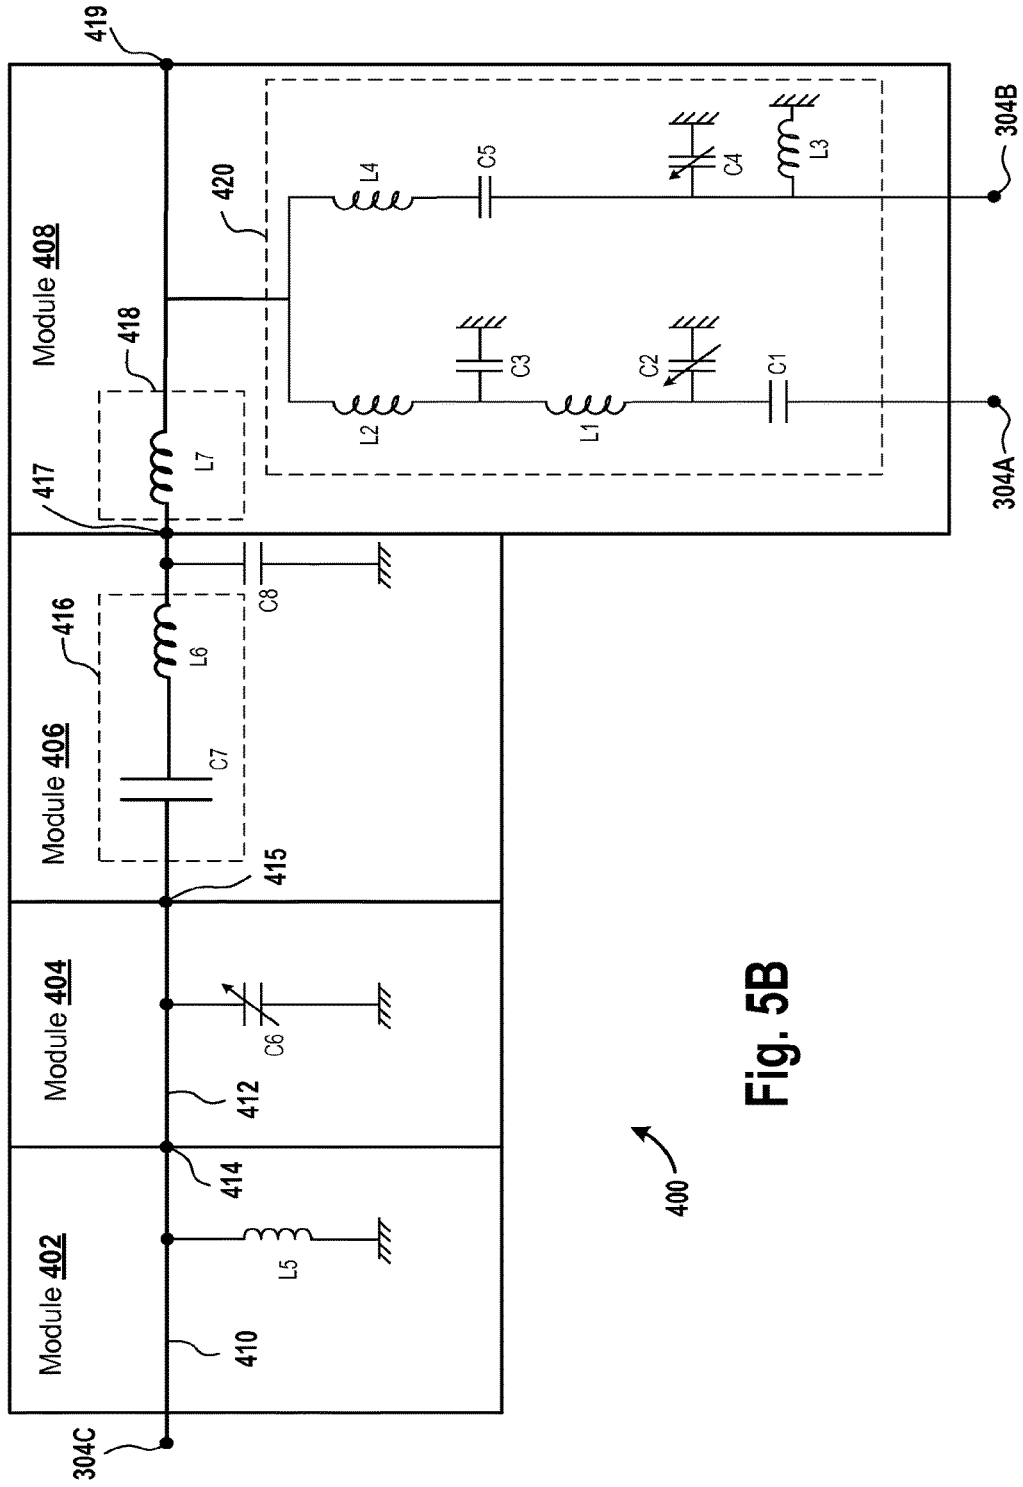 419
Module 408
418
417
420
L7
L4
C5
C4
L3
L2
C3
L1
C2
C1
304B
304A
Module 406
416
L6
C7
C8
415
Module 404
C6
412
414
Module 402
L5
410
304C
400
Fig. 5B